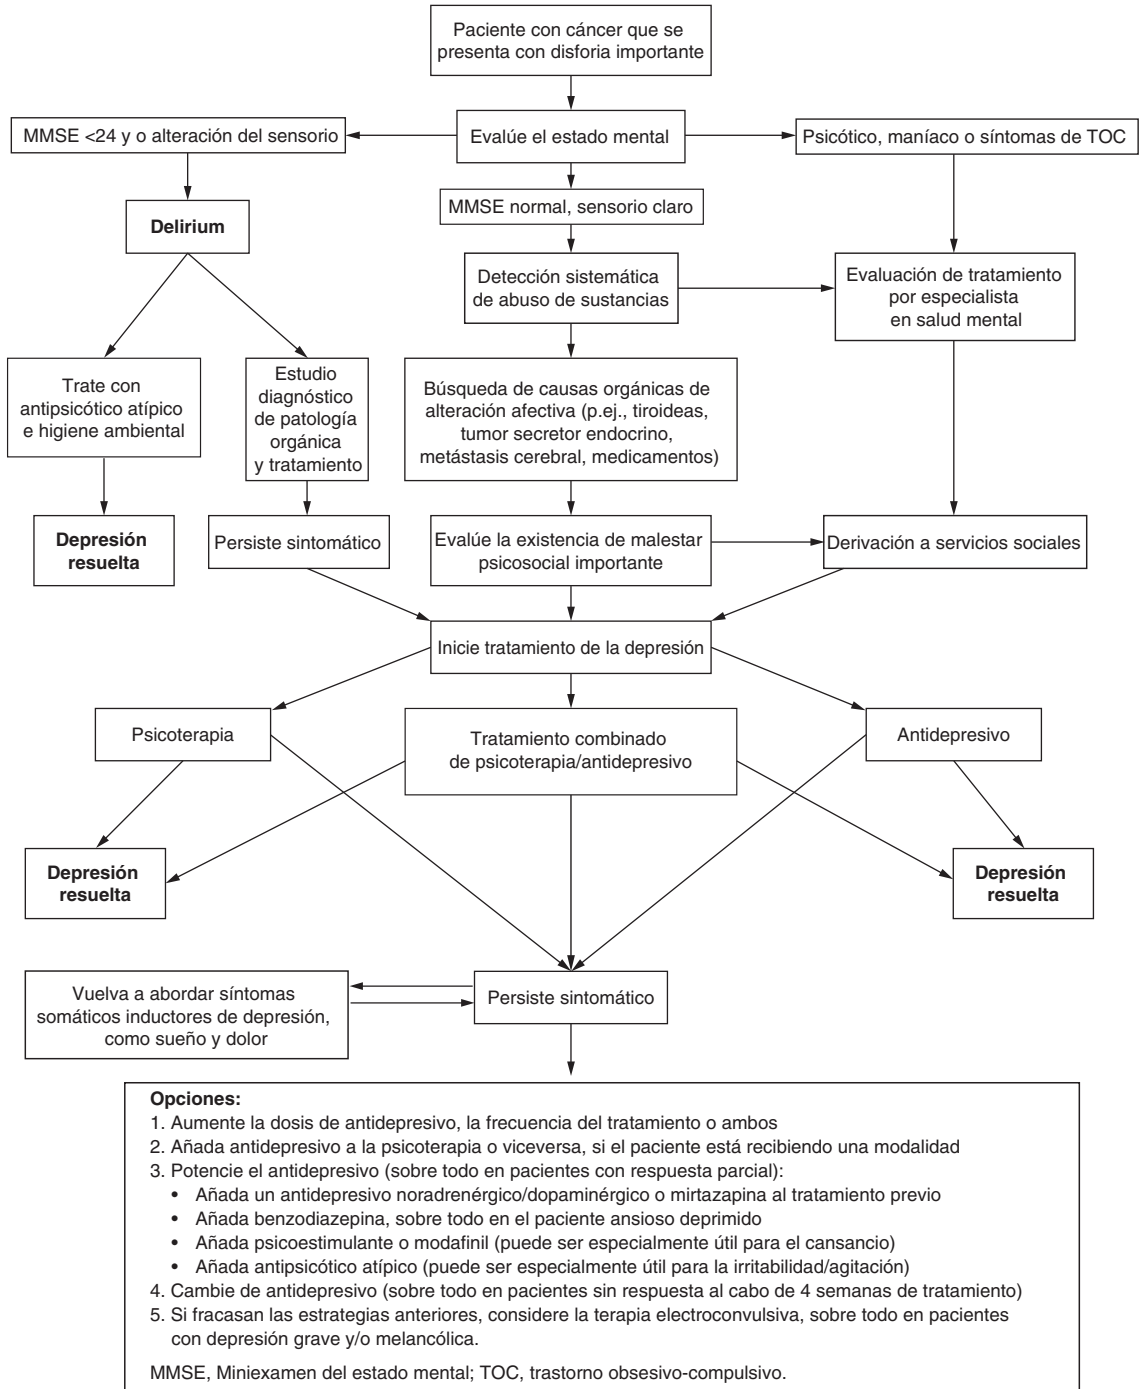 Paciente con cáncer que se
presenta con disforia importante
MMSE <24 y o alteración del sensorio
Evalúe el estado mental
Psicótico, maníaco o síntomas de TOC
MMSE normal, sensorio claro
Delirium
Detección sistemática
de abuso de sustancias
Evaluación de tratamiento
por especialista
en salud mental
Trate con
antipsicótico atípico
e higiene ambiental
Estudio
diagnóstico
de patología
orgánica
y tratamiento
Búsqueda de causas orgánicas de
alteración afectiva (p.ej., tiroideas,
tumor secretor endocrino,
metástasis cerebral, medicamentos)
Depresión
resuelta
Persiste sintomático
Evalúe la existencia de malestar
psicosocial importante
Derivación a servicios sociales
Inicie tratamiento de la depresión
Psicoterapia
Tratamiento combinado
de psicoterapia/antidepresivo
Antidepresivo
Depresión
resuelta
Depresión
resuelta
Vuelva a abordar síntomas
somáticos inductores de depresión,
como sueño y dolor
Persiste sintomático
Opciones:
1. Aumente la dosis de antidepresivo, la frecuencia del tratamiento o ambos
2. Añada antidepresivo a la psicoterapia o viceversa, si el paciente está recibiendo una modalidad
3. Potencie el antidepresivo (sobre todo en pacientes con respuesta parcial):
• Añada un antidepresivo noradrenérgico/dopaminérgico o mirtazapina al tratamiento previo
• Añada benzodiazepina, sobre todo en el paciente ansioso deprimido
• Añada psicoestimulante o modafinil (puede ser especialmente útil para el cansancio)
• Añada antipsicótico atípico (puede ser especialmente útil para la irritabilidad/agitación)
4. Cambie de antidepresivo (sobre todo en pacientes sin respuesta al cabo de 4 semanas de tratamiento)
5. Si fracasan las estrategias anteriores, considere la terapia electroconvulsiva, sobre todo en pacientes
con depresión grave y/o melancólica.
MMSE, Miniexamen del estado mental; TOC, trastorno obsesivo-compulsivo.